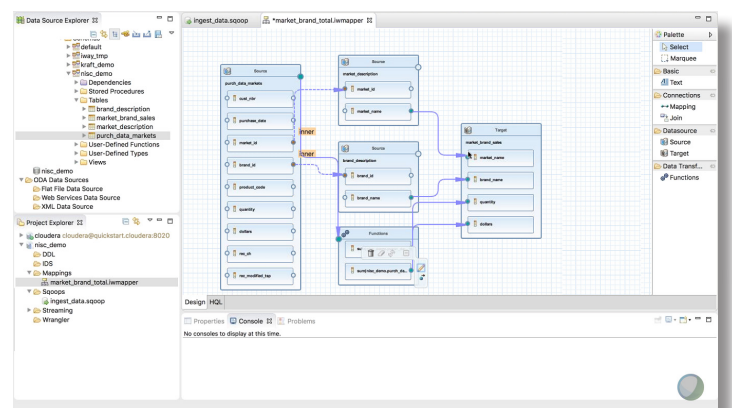 Data Source Explorer
default
iway_tmp
kraft_demo
nisc_demo
Dependencies
Stored Procedures
Tables
brand_description
market_brand_sales
market_description
purch_data_markets
User-Defined Functions
User-Defined Types
Views
nisc_demo
ODA Data Sources
Flat File Data Source
Web Services Data Source
XML Data Source
Project Explorer
cloudera cloudera@quickstart.cloudera:8020
nisc_demo
DDL
IDS
Mappings
market_brand_total.iwmapper
Sqoops
ingest_data.sqoop
Streaming
Wrangler
ingest_data.sqoop
*market_brand_total.iwmapper
Source
purch_data_markets
cust_nbr
purchase_date
market_id
brand_id
product_code
quantity
dollars
rec_ch
rec_modified_tsp
inner
inner
Source
market_description
market_id
market_name
Source
brand_description
brand_id
brand_name
Functions
sum(nisc_demo.purch_da...
Target
market_brand_sales
market_name
brand_name
quantity
dollars
Palette
Select
Marquee
Basic
Text
Connections
Mapping
Join
Datasource
Source
Target
Data Transf...
Functions
Design HQL
Properties Console Problems
No consoles to display at this time.